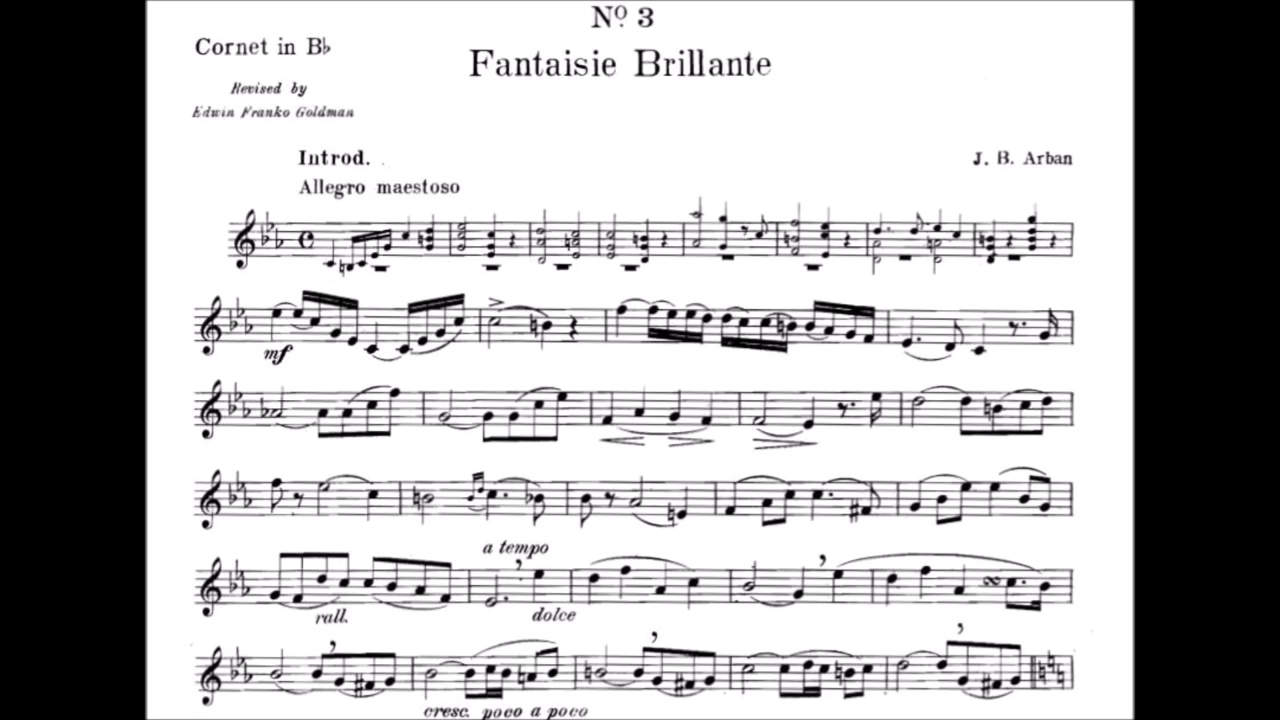 Nº 3
Cornet in B♭
Fantaisie Brillante
Revised by
Edwin Franko Goldman
Introd.
J. B. Arban
Allegro maestoso
mf
a tempo
rall.
dolce
cresc. poco a poco